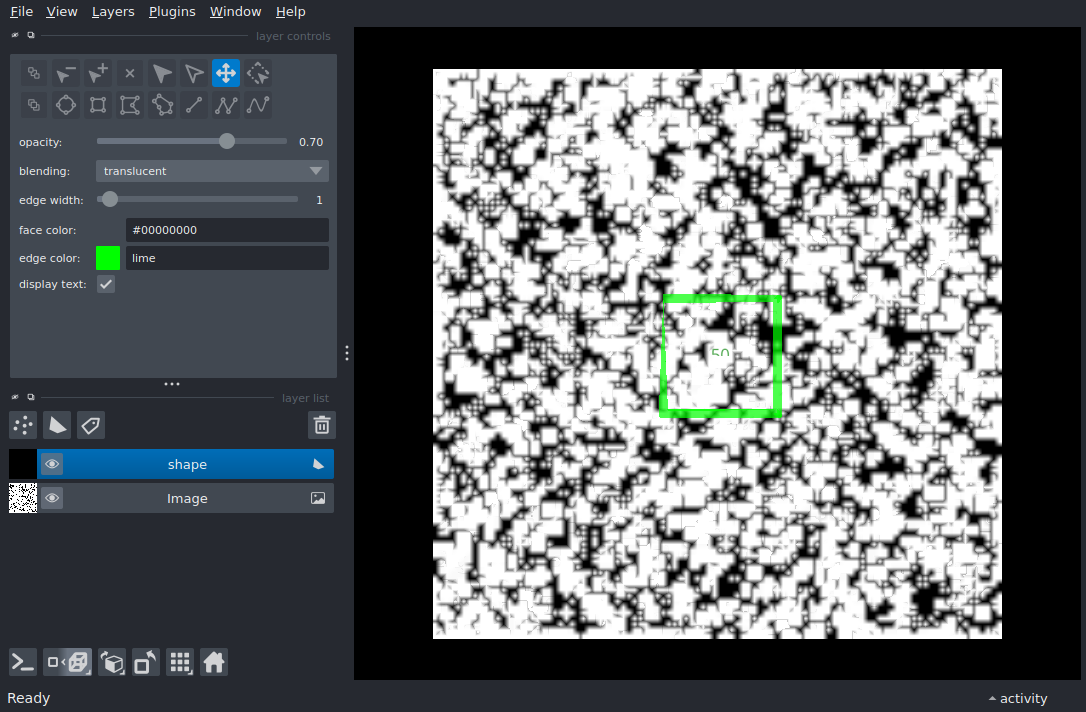 File View Layers Plugins Window Help
layer controls
opacity: 0.70
blending: translucent
edge width: 1
face color: #00000000
edge color: lime
display text:
50
layer list
shape
Image
Ready
activity